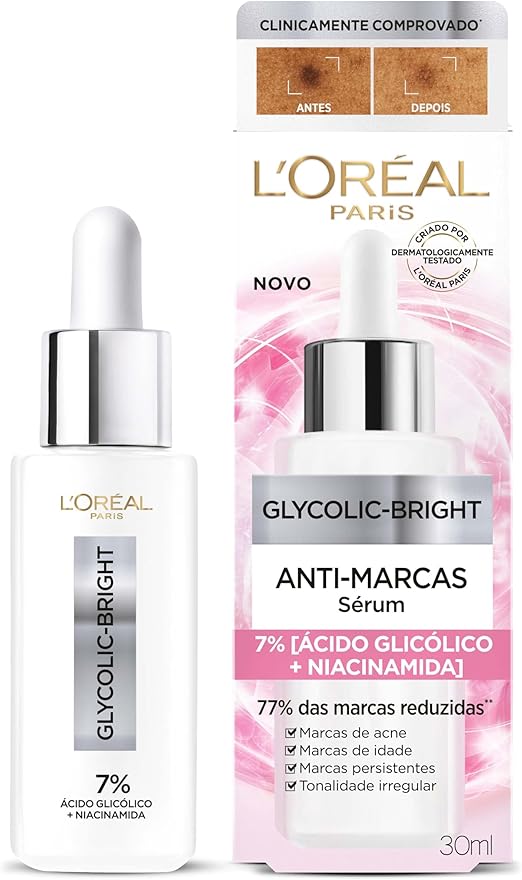 CLINICAMENTE COMPROVADO*
ANTES
DEPOIS
L'ORÉAL
PARIS
CRIADO POR
DERMATOLOGICAMENTE
TESTADO
L'ORÉAL PARIS
NOVO
GLYCOLIC-BRIGHT
ANTI-MARCAS
Sérum
7% [ÁCIDO GLICÓLICO
+ NIACINAMIDA]
77% das marcas reduzidas**
Marcas de acne
Marcas de idade
Marcas persistentes
Tonalidade irregular
30ml
L'ORÉAL
PARIS
GLYCOLIC-BRIGHT
7%
ÁCIDO GLICÓLICO
+ NIACINAMIDA